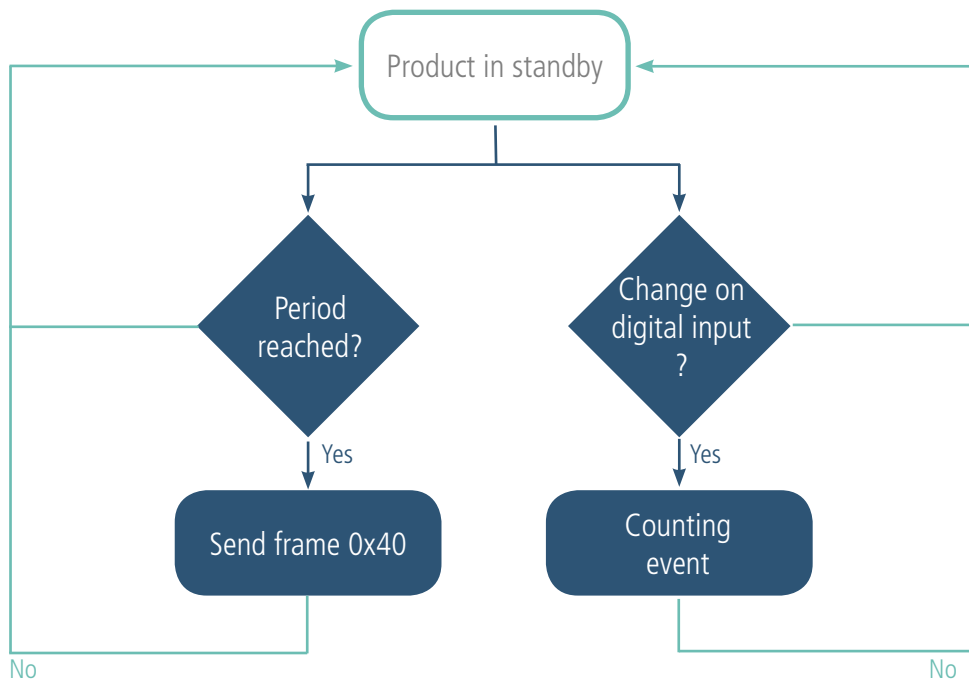 Product in standby
Period
reached?
Change on
digital input
?
Yes
Yes
Send frame 0x40
Counting
event
No
No